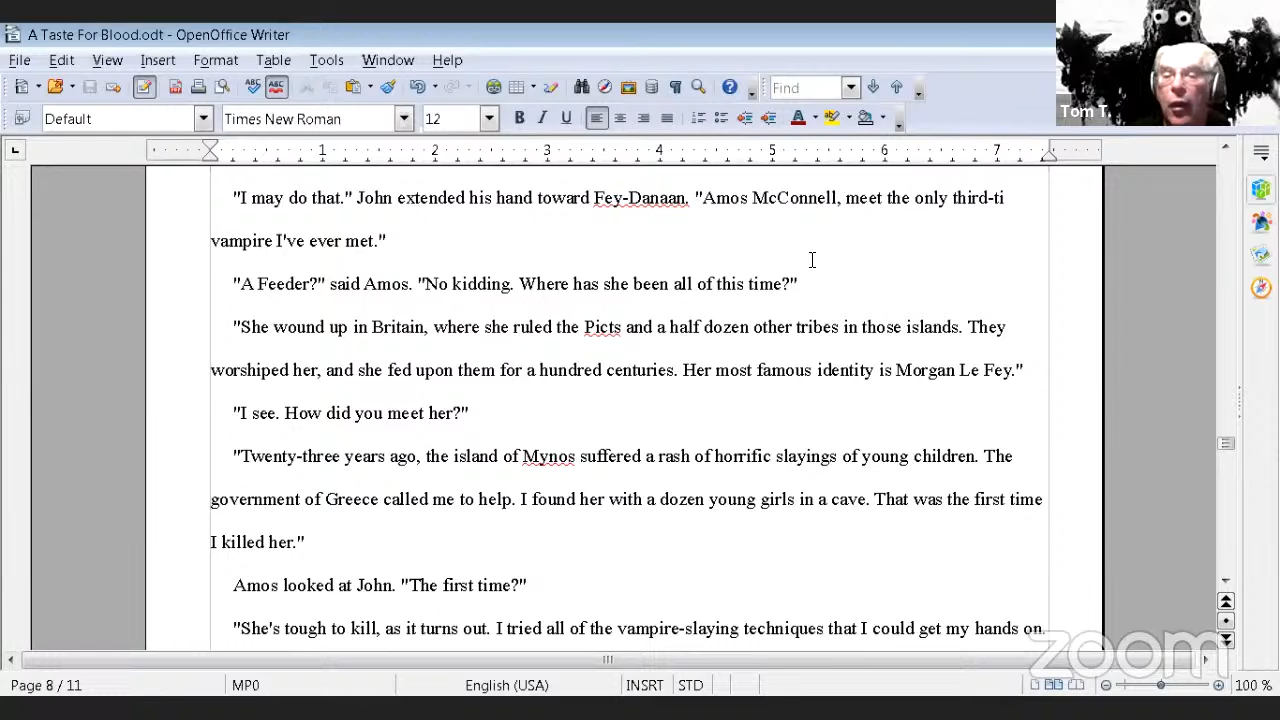 A Taste For Blood.odt - OpenOffice Writer
File Edit View Insert Format Table Tools Window Help
Find
Tom T.
Default Times New Roman 12 B I U
1 2 3 4 5 6 7
"I may do that." John extended his hand toward Fey-Danaan. "Amos McConnell, meet the only third-ti
vampire I've ever met."
"A Feeder?" said Amos. "No kidding. Where has she been all of this time?"
"She wound up in Britain, where she ruled the Picts and a half dozen other tribes in those islands. They
worshiped her, and she fed upon them for a hundred centuries. Her most famous identity is Morgan Le Fey."
"I see. How did you meet her?"
"Twenty-three years ago, the island of Mynos suffered a rash of horrific slayings of young children. The
government of Greece called me to help. I found her with a dozen young girls in a cave. That was the first time
I killed her."
Amos looked at John. "The first time?"
"She's tough to kill, as it turns out. I tried all of the vampire-slaying techniques that I could get my hands on.
zoom
Page 8 / 11 MP0 English (USA) INSRT STD 100 %